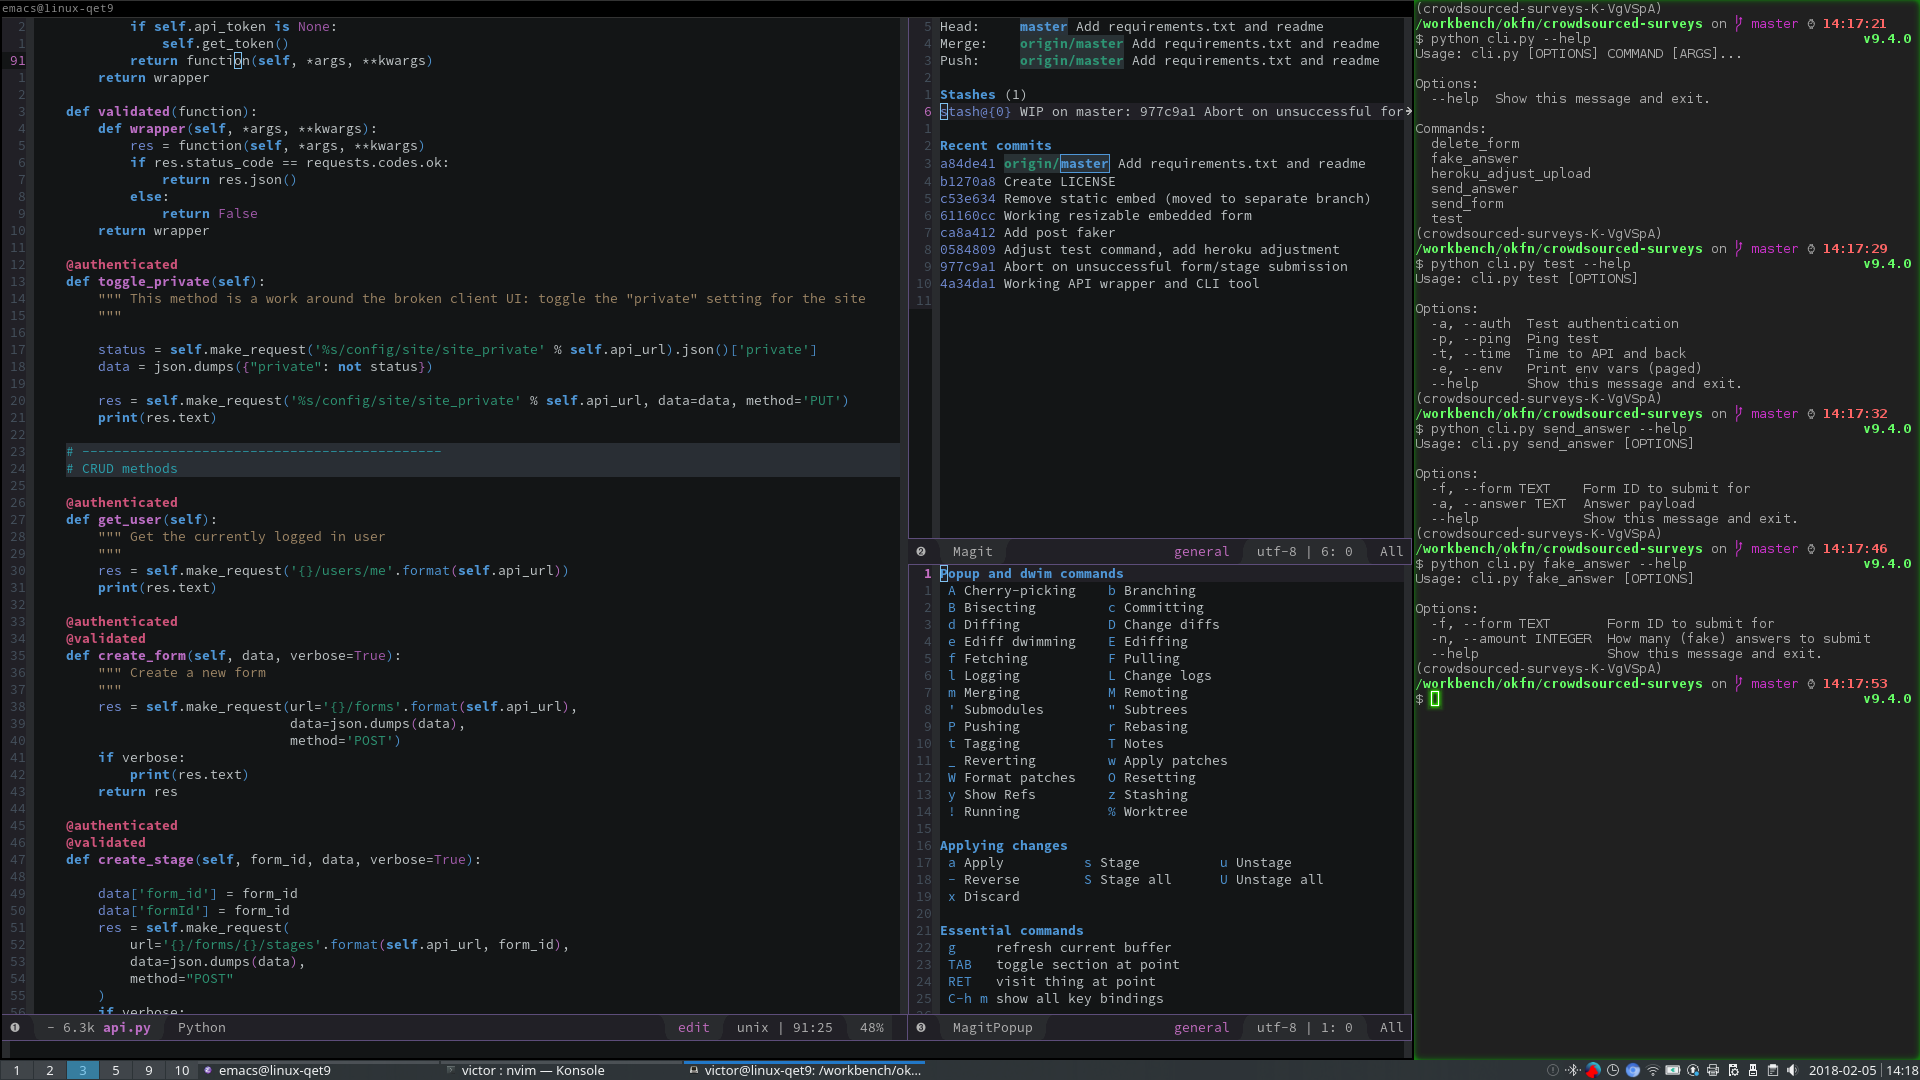 emacs@linux-qet9
2 if self.api_token is None:
1 self.get_token()
91 return function(self, *args, **kwargs)
1 return wrapper
2
3 def validated(function):
4 def wrapper(self, *args, **kwargs):
5 res = function(self, *args, **kwargs)
6 if res.status_code == requests.codes.ok:
7 return res.json()
8 else:
9 return False
10 return wrapper
11
12 @authenticated
13 def toggle_private(self):
14 """ This method is a work around the broken client UI: toggle the "private" setting for the site
15 """
16
17 status = self.make_request('%s/config/site/site_private' % self.api_url).json()['private']
18 data = json.dumps({"private": not status})
19
20 res = self.make_request('%s/config/site/site_private' % self.api_url, data=data, method='PUT')
21 print(res.text)
22
23 # ---------------------------------------------
24 # CRUD methods
25
26 @authenticated
27 def get_user(self):
28 """ Get the currently logged in user
29 """
30 res = self.make_request('{}/users/me'.format(self.api_url))
31 print(res.text)
32
33 @authenticated
34 @validated
35 def create_form(self, data, verbose=True):
36 """ Create a new form
37 """
38 res = self.make_request(url='{}/forms'.format(self.api_url),
39 data=json.dumps(data),
40 method='POST')
41 if verbose:
42 print(res.text)
43 return res
44
45 @authenticated
46 @validated
47 def create_stage(self, form_id, data, verbose=True):
48
49 data['form_id'] = form_id
50 data['formId'] = form_id
51 res = self.make_request(
52 url='{}/forms/{}/stages'.format(self.api_url, form_id),
53 data=json.dumps(data),
54 method="POST"
55 )
56 if verbose:
❶ - 6.3k api.py Python edit unix | 91:25 48%
5 Head: master Add requirements.txt and readme
4 Merge: origin/master Add requirements.txt and readme
3 Push: origin/master Add requirements.txt and readme
2
1 Stashes (1)
6 stash@{0} WIP on master: 977c9a1 Abort on unsuccessful for
1
2 Recent commits
3 a84de41 origin/master Add requirements.txt and readme
4 b1270a8 Create LICENSE
5 c53e634 Remove static embed (moved to separate branch)
6 61160cc Working resizable embedded form
7 ca8a412 Add post faker
8 0584809 Adjust test command, add heroku adjustment
9 977c9a1 Abort on unsuccessful form/stage submission
10 4a34da1 Working API wrapper and CLI tool
11
❷ Magit general utf-8 | 6: 0 All
1 Popup and dwim commands
1 A Cherry-picking b Branching
2 B Bisecting c Committing
3 d Diffing D Change diffs
4 e Ediff dwimming E Ediffing
5 f Fetching F Pulling
6 l Logging L Change logs
7 m Merging M Remoting
8 ' Submodules " Subtrees
9 P Pushing r Rebasing
10 t Tagging T Notes
11 _ Reverting w Apply patches
12 W Format patches O Resetting
13 y Show Refs z Stashing
14 ! Running % Worktree
15
16 Applying changes
17 a Apply s Stage u Unstage
18 - Reverse S Stage all U Unstage all
19 x Discard
20
21 Essential commands
22 g refresh current buffer
23 TAB toggle section at point
24 RET visit thing at point
25 C-h m show all key bindings
❸ MagitPopup general utf-8 | 1: 0 All
(crowdsourced-surveys-K-VgVSpA)
/workbench/okfn/crowdsourced-surveys on master 14:17:21
$ python cli.py --help v9.4.0
Usage: cli.py [OPTIONS] COMMAND [ARGS]...
Options:
--help Show this message and exit.
Commands:
delete_form
fake_answer
heroku_adjust_upload
send_answer
send_form
test
(crowdsourced-surveys-K-VgVSpA)
/workbench/okfn/crowdsourced-surveys on master 14:17:29
$ python cli.py test --help v9.4.0
Usage: cli.py test [OPTIONS]
Options:
-a, --auth Test authentication
-p, --ping Ping test
-t, --time Time to API and back
-e, --env Print env vars (paged)
--help Show this message and exit.
(crowdsourced-surveys-K-VgVSpA)
/workbench/okfn/crowdsourced-surveys on master 14:17:32
$ python cli.py send_answer --help v9.4.0
Usage: cli.py send_answer [OPTIONS]
Options:
-f, --form TEXT Form ID to submit for
-a, --answer TEXT Answer payload
--help Show this message and exit.
(crowdsourced-surveys-K-VgVSpA)
/workbench/okfn/crowdsourced-surveys on master 14:17:46
$ python cli.py fake_answer --help v9.4.0
Usage: cli.py fake_answer [OPTIONS]
Options:
-f, --form TEXT Form ID to submit for
-n, --amount INTEGER How many (fake) answers to submit
--help Show this message and exit.
(crowdsourced-surveys-K-VgVSpA)
/workbench/okfn/crowdsourced-surveys on master 14:17:53
$ v9.4.0
1 2 3 5 9 10 emacs@linux-qet9 victor : nvim — Konsole victor@linux-qet9: /workbench/ok... 2018-02-05 | 14:18